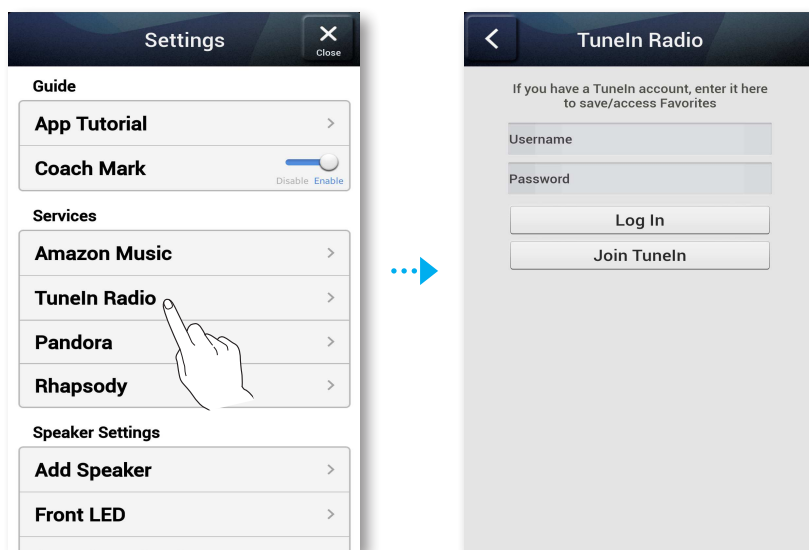 Settings
Close
Guide
App Tutorial
Coach Mark
Disable Enable
Services
Amazon Music
TuneIn Radio
Pandora
Rhapsody
Speaker Settings
Add Speaker
Front LED
TuneIn Radio
If you have a TuneIn account, enter it here
to save/access Favorites
Username
Password
Log In
Join TuneIn